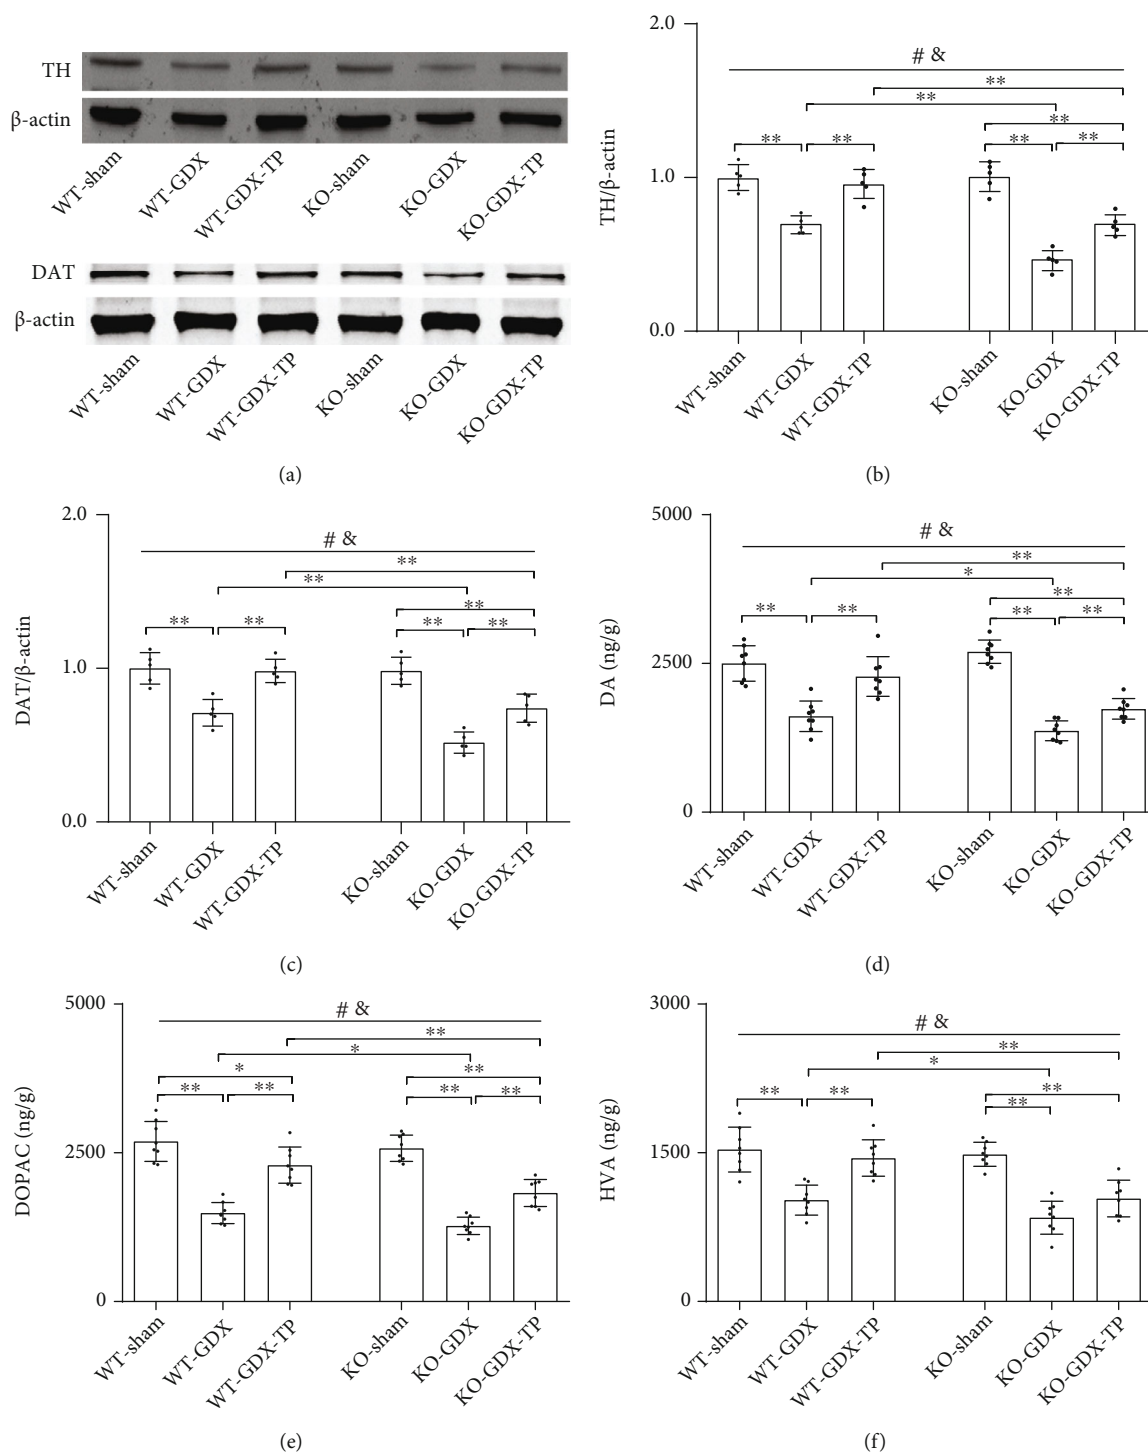 TH
β-actin
WT-sham
WT-GDX
WT-GDX-TP
KO-sham
KO-GDX
KO-GDX-TP
DAT
β-actin
WT-sham
WT-GDX
WT-GDX-TP
KO-sham
KO-GDX
KO-GDX-TP
(a)
TH/β-actin
2.0
1.0
0.0
# &
**
**
**
** ** ** **
WT-sham
WT-GDX
WT-GDX-TP
KO-sham
KO-GDX
KO-GDX-TP
(b)
DAT/β-actin
2.0
1.0
0.0
# &
**
**
**
** ** ** **
WT-sham
WT-GDX
WT-GDX-TP
KO-sham
KO-GDX
KO-GDX-TP
(c)
DA (ng/g)
5000
2500
0
# &
**
*
**
** ** ** **
WT-sham
WT-GDX
WT-GDX-TP
KO-sham
KO-GDX
KO-GDX-TP
(d)
DOPAC (ng/g)
5000
2500
0
# &
**
*
* **
** ** ** **
WT-sham
WT-GDX
WT-GDX-TP
KO-sham
KO-GDX
KO-GDX-TP
(e)
HVA (ng/g)
3000
1500
0
# &
**
*
** ** **
**
WT-sham
WT-GDX
WT-GDX-TP
KO-sham
KO-GDX
KO-GDX-TP
(f)